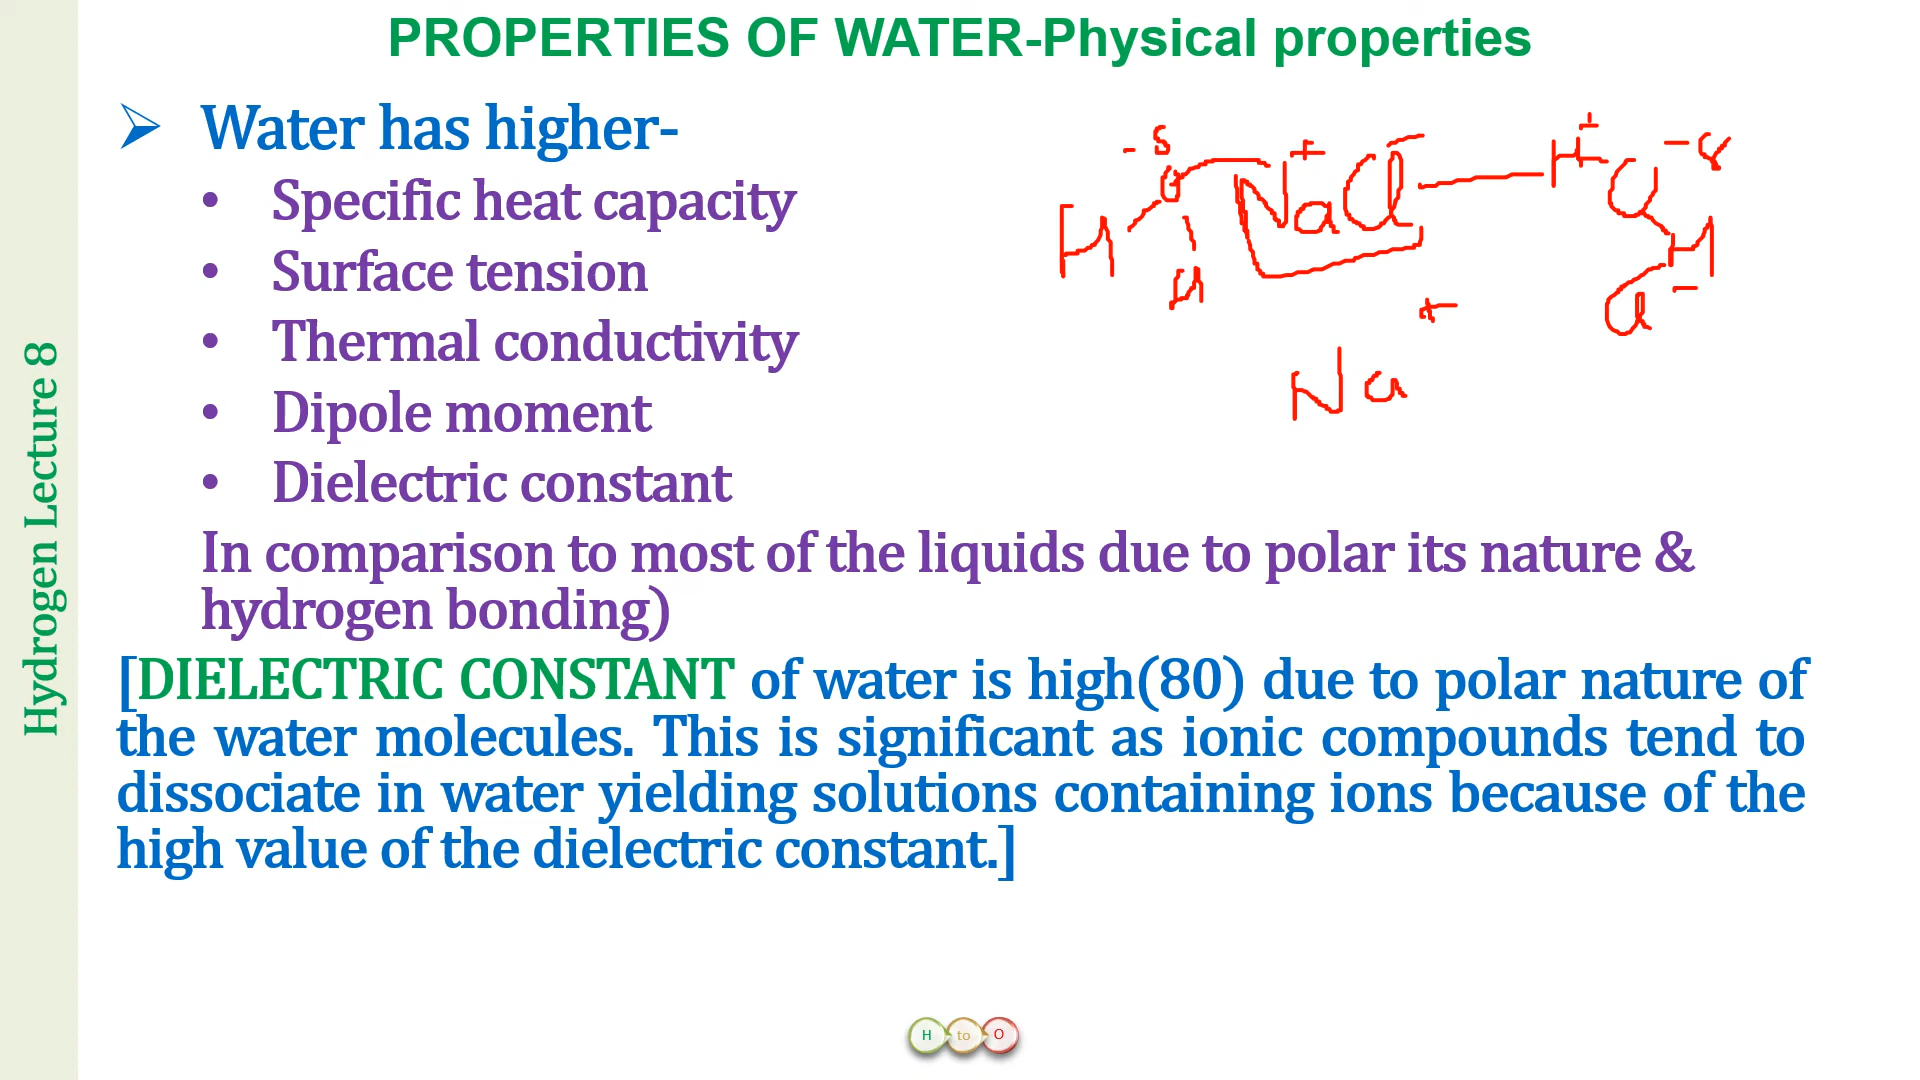 PROPERTIES OF WATER-Physical properties
➢ Water has higher-
• Specific heat capacity
• Surface tension
• Thermal conductivity
• Dipole moment
• Dielectric constant
In comparison to most of the liquids due to polar its nature &
hydrogen bonding)
[DIELECTRIC CONSTANT of water is high(80) due to polar nature of
the water molecules. This is significant as ionic compounds tend to
dissociate in water yielding solutions containing ions because of the
high value of the dielectric constant.]
Hydrogen Lecture 8
Na+ Cl-
H
H
H+
H
Na+
H to O